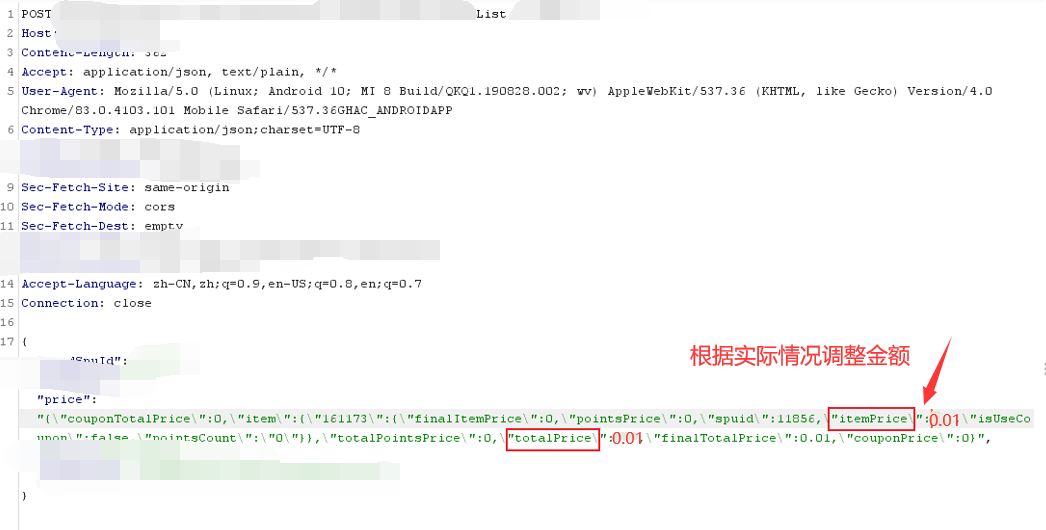 1 POST List
2 Host:
3 Content-Length: 382
4 Accept: application/json, text/plain, */*
5 User-Agent: Mozilla/5.0 (Linux; Android 10; MI 8 Build/QKQ1.190828.002; wv) AppleWebKit/537.36 (KHTML, like Gecko) Version/4.0
Chrome/83.0.4103.101 Mobile Safari/537.36GHAC_ANDROIDAPP
6 Content-Type: application/json;charset=UTF-8
9 Sec-Fetch-Site: same-origin
10 Sec-Fetch-Mode: cors
11 Sec-Fetch-Dest: empty
14 Accept-Language: zh-CN,zh;q=0.9,en-US;q=0.8,en;q=0.7
15 Connection: close
16
17 {
dSpuId":
根据实际情况调整金额
"price":
"{\"couponTotalPrice\":0,\"item\":{\"161173\":{\"finalItemPrice\":0,\"pointsPrice\":0,\"spuid\":11856,\"itemPrice\":0.01,\"isUseCo
upon\":false,\"pointsCount\":\"0\"}},\"totalPointsPrice\":0,\"totalPrice\":0.01,\"finalTotalPrice\":0.01,\"couponPrice\":0}",
}